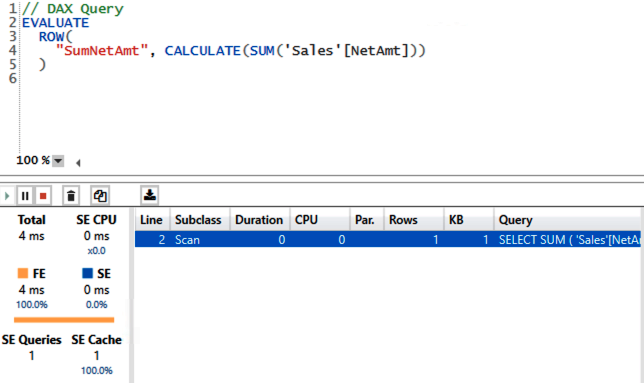 1 // DAX Query
2 EVALUATE
3 ROW(
4 "SumNetAmt", CALCULATE(SUM('Sales'[NetAmt]))
5 )
6
100 %
Total SE CPU
4 ms 0 ms
x0.0
FE SE
4 ms 0 ms
100.0% 0.0%
SE Queries SE Cache
1 1
100.0%
Line Subclass Duration CPU Par. Rows KB Query
2 Scan 0 0 1 1 SELECT SUM ( 'Sales'[NetA